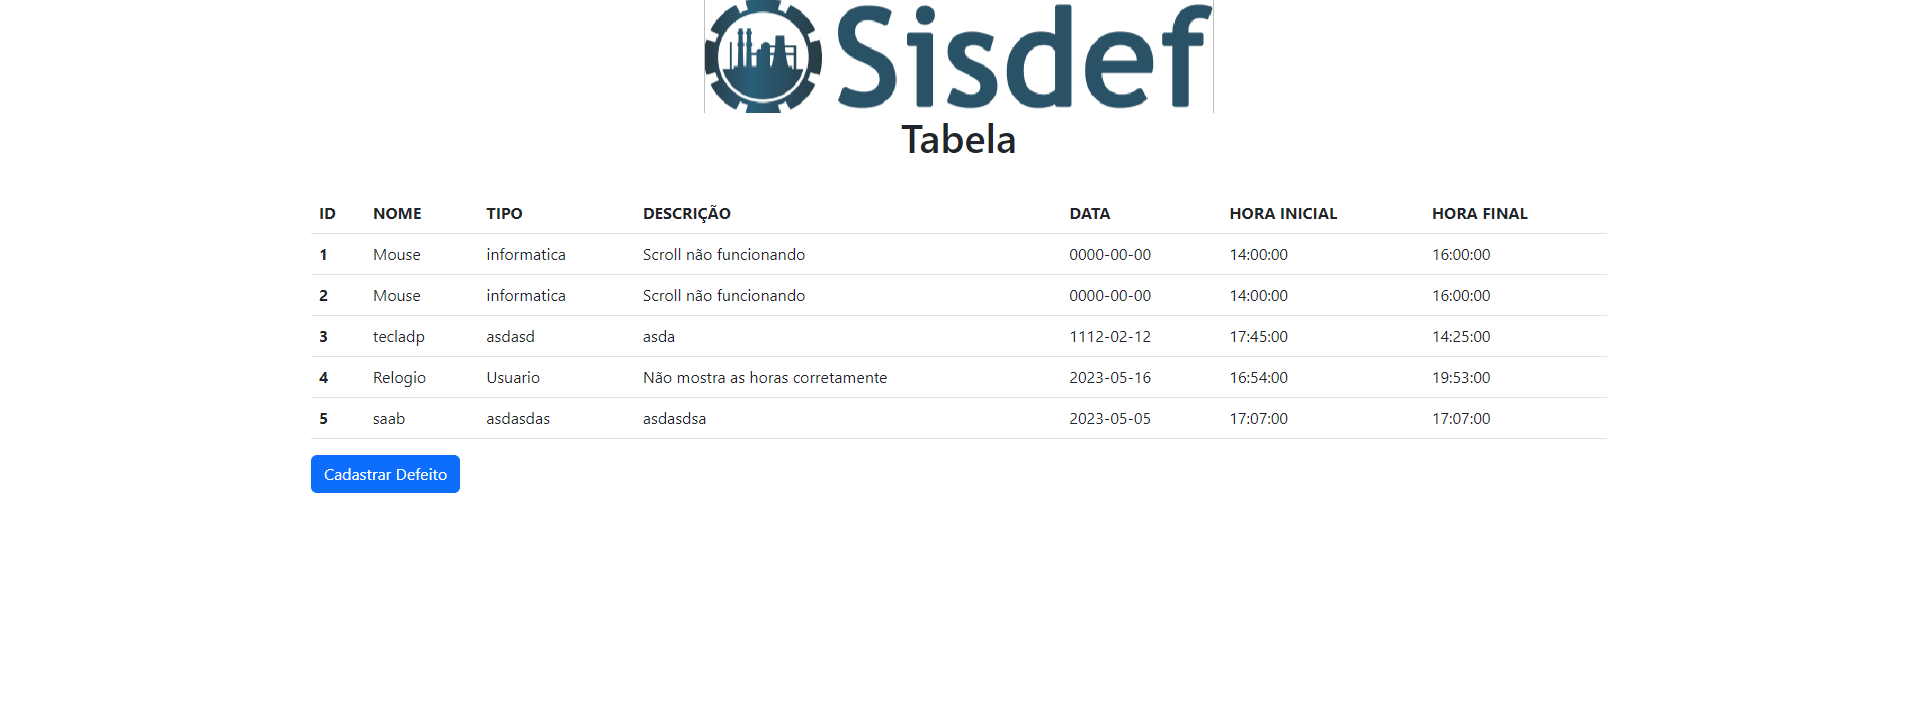 Sisdef
Tabela
ID NOME TIPO DESCRIÇÃO DATA HORA INICIAL HORA FINAL
1 Mouse informatica Scroll não funcionando 0000-00-00 14:00:00 16:00:00
2 Mouse informatica Scroll não funcionando 0000-00-00 14:00:00 16:00:00
3 tecladp asdasd asda 1112-02-12 17:45:00 14:25:00
4 Relogio Usuario Não mostra as horas corretamente 2023-05-16 16:54:00 19:53:00
5 saab asdasdas asdasdsa 2023-05-05 17:07:00 17:07:00
Cadastrar Defeito